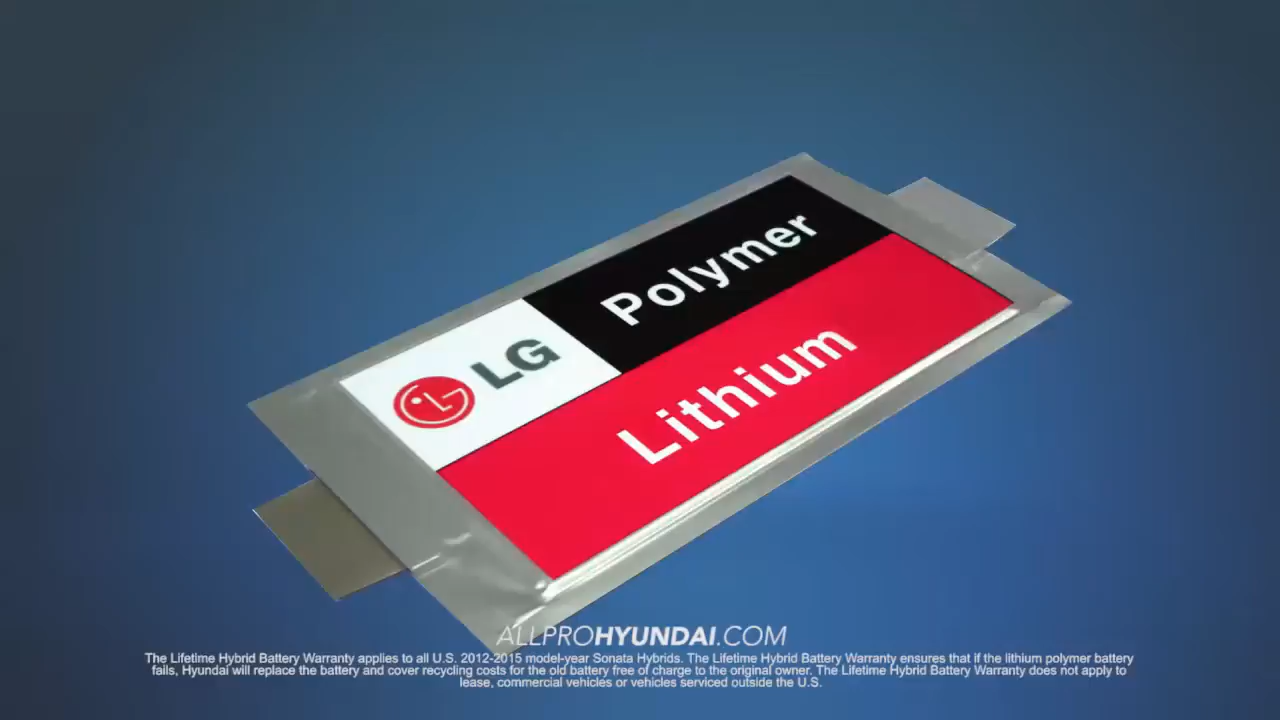 Polymer
LG
Lithium
ALLPROHYUNDAI.COM
The Lifetime Hybrid Battery Warranty applies to all U.S. 2012-2015 model-year Sonata Hybrids. The Lifetime Hybrid Battery Warranty ensures that if the lithium polymer battery
fails, Hyundai will replace the battery and cover recycling costs for the old battery free of charge to the original owner. The Lifetime Hybrid Battery Warranty does not apply to
lease, commercial vehicles or vehicles serviced outside the U.S.